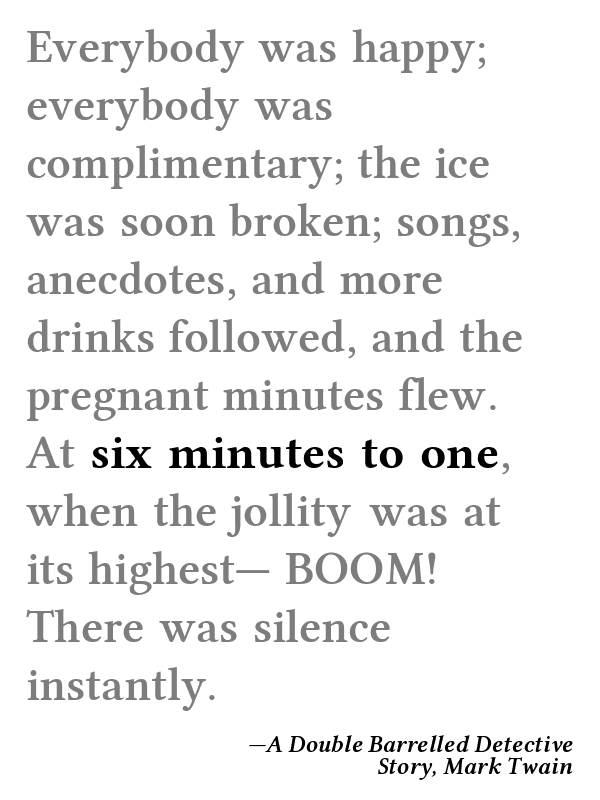 Everybody was happy;
everybody was
complimentary; the ice
was soon broken; songs,
anecdotes, and more
drinks followed, and the
pregnant minutes flew.
At six minutes to one,
when the jollity was at
its highest— BOOM!
There was silence
instantly.
—A Double Barrelled Detective
Story, Mark Twain